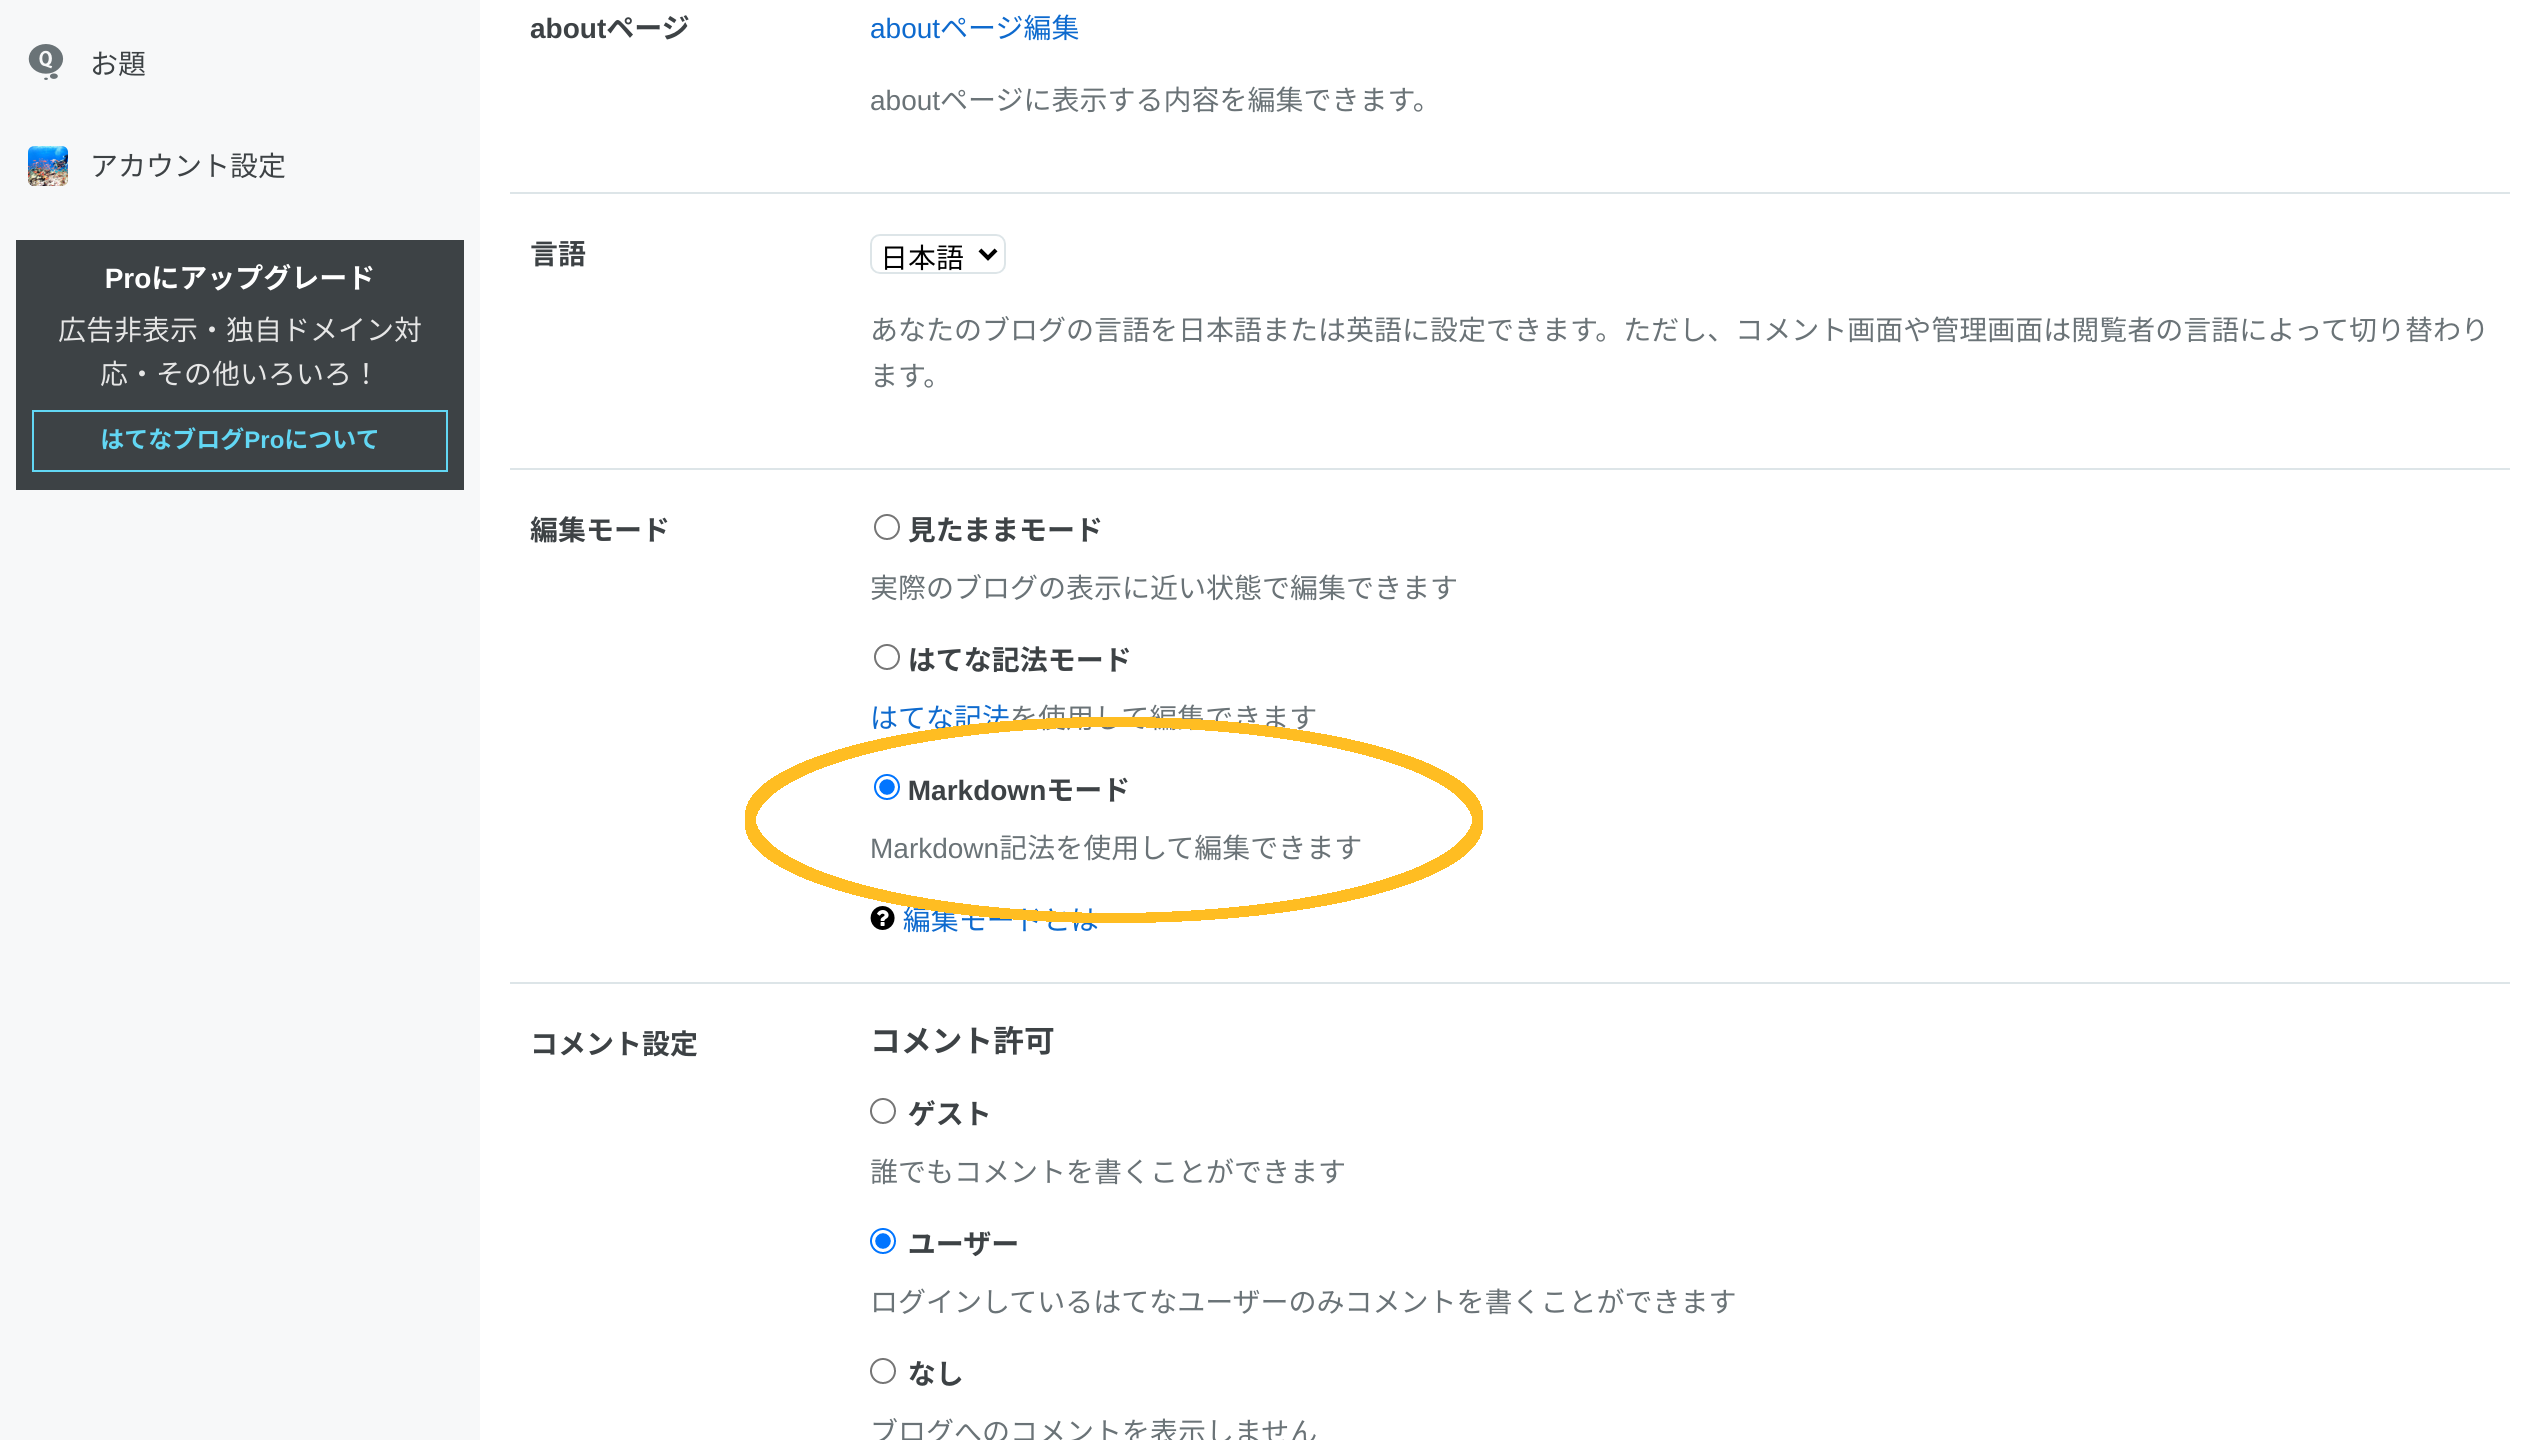 お題
アカウント設定
Proにアップグレード
広告非表示・独自ドメイン対
応・その他いろいろ！
はてなブログProについて
aboutページ
aboutページ編集
aboutページに表示する内容を編集できます。
言語
日本語
あなたのブログの言語を日本語または英語に設定できます。ただし、コメント画面や管理画面は閲覧者の言語によって切り替わり
ます。
編集モード
見たままモード
実際のブログの表示に近い状態で編集できます
はてな記法モード
はてな記法を使用して編集できます
Markdownモード
Markdown記法を使用して編集できます
編集モードとは
コメント設定
コメント許可
ゲスト
誰でもコメントを書くことができます
ユーザー
ログインしているはてなユーザーのみコメントを書くことができます
なし
ブログへのコメントを表示しません